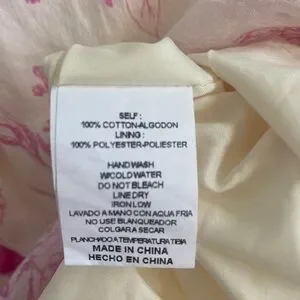 SELF :
100% COTTON-ALGODON
LINING :
100% POLYESTER-POLIESTER
HAND WASH
W/COLD WATER
DO NOT BLEACH
LINE DRY
IRON LOW
LAVADO A MANO CON AQUA FRIA
NO USE BLANQUEADOR
COLGAR A SECAR
PLANCHADO A TEMPERATURA TIBIA
MADE IN CHINA
HECHO EN CHINA